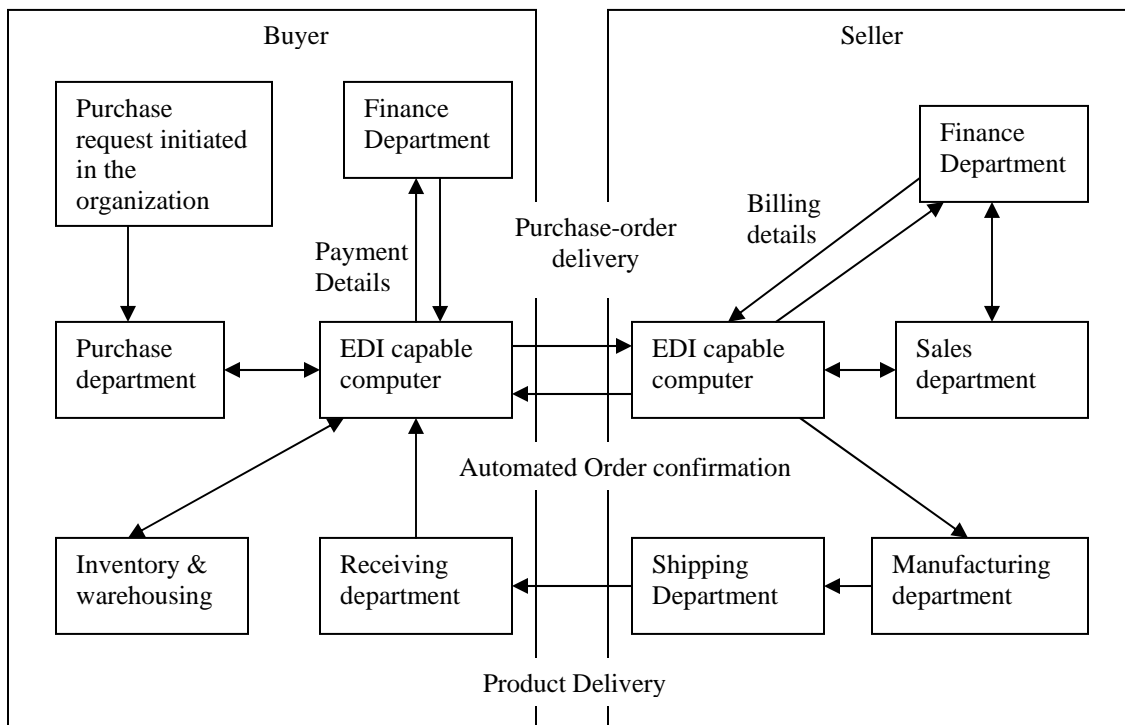 Buyer
Seller
Purchase
request initiated
in the
organization
Finance
Department
Finance
Department
Payment
Details
Purchase-order
delivery
Billing
details
Purchase
department
EDI capable
computer
EDI capable
computer
Sales
department
Automated Order confirmation
Inventory &
warehousing
Receiving
department
Shipping
Department
Manufacturing
department
Product Delivery